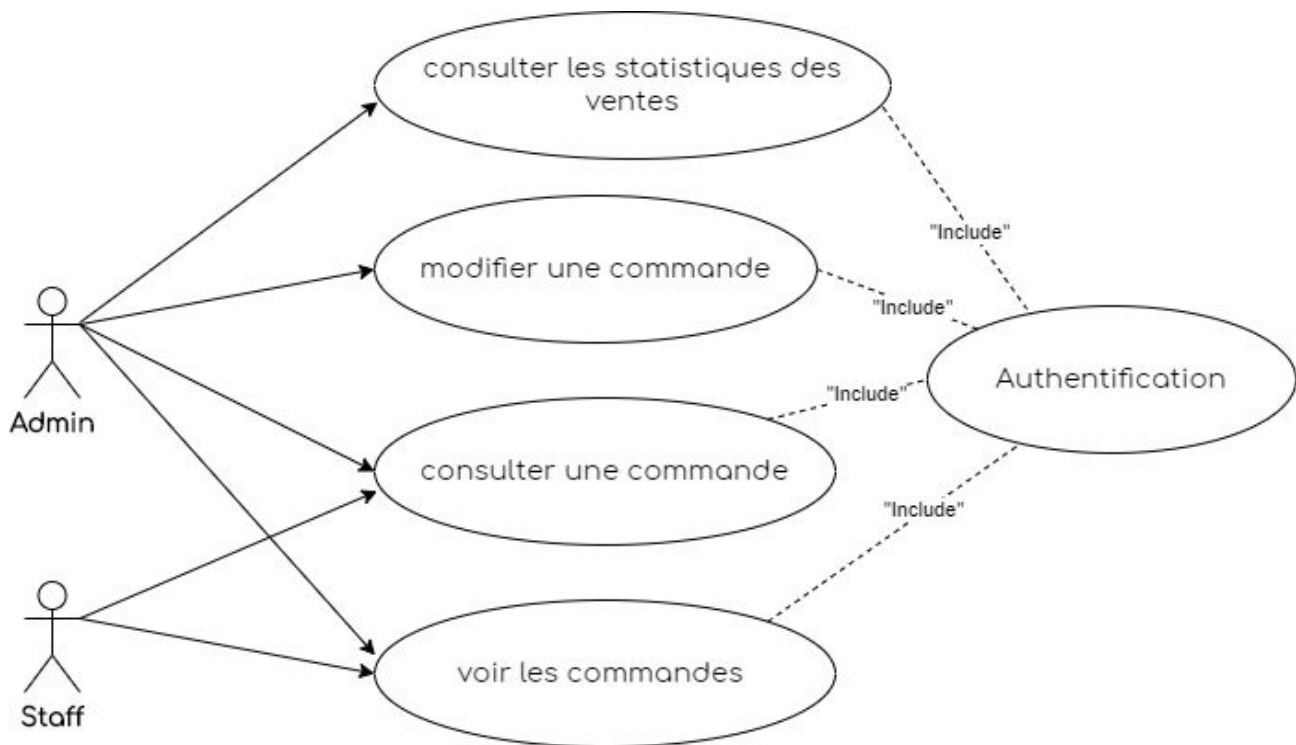 consulter les statistiques des
ventes
"Include"
modifier une commande
"Include"
Admin
Authentification
"Include"
consulter une commande
"Include"
voir les commandes
Staff